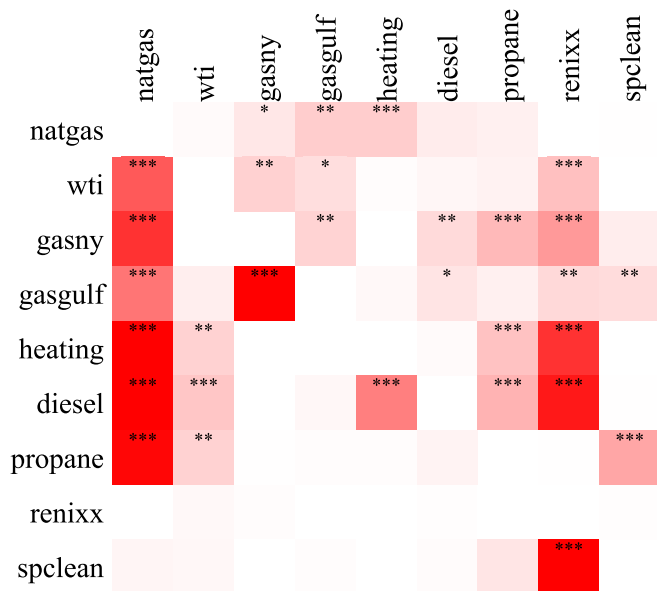 natgas wti gasny gasgulf heating diesel propane renixx spclean
natgas * ** ***
wti *** ** * ***
gasny *** ** ** *** ***
gasgulf *** *** * ** **
heating *** ** *** ***
diesel *** *** *** *** ***
propane *** ** ***
renixx
spclean ***